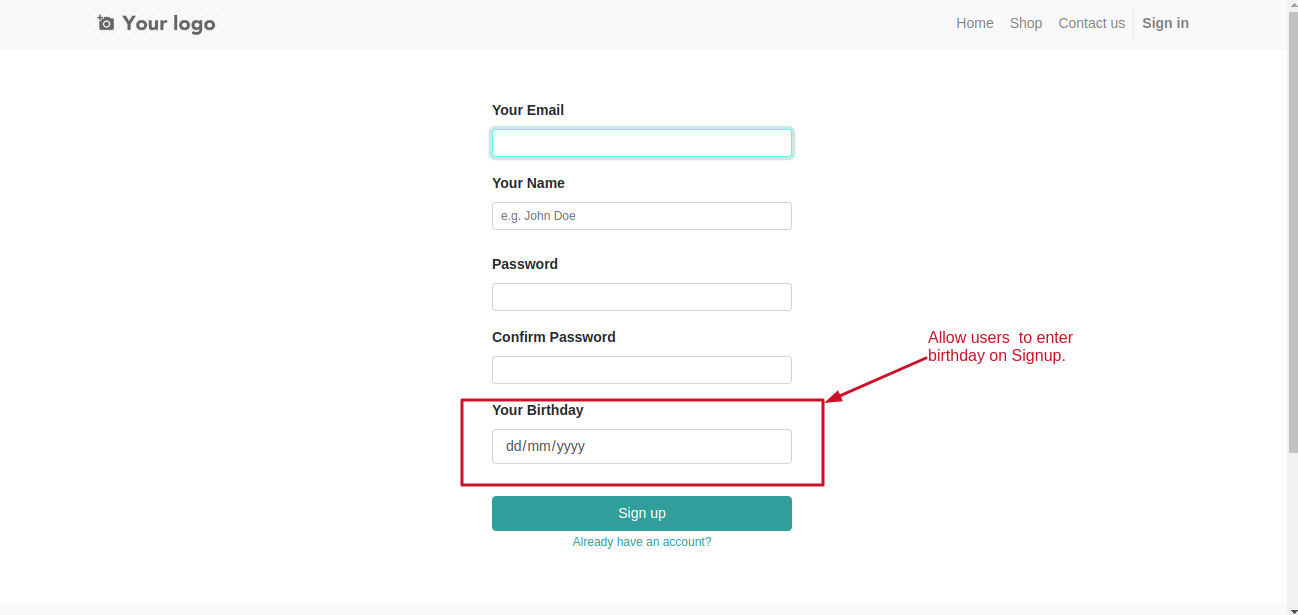 Your logo
Home Shop Contact us Sign in
Your Email
Your Name
e.g. John Doe
Password
Confirm Password
Allow users  to enter
birthday on Signup.
Your Birthday
dd/mm/yyyy
Sign up
Already have an account?